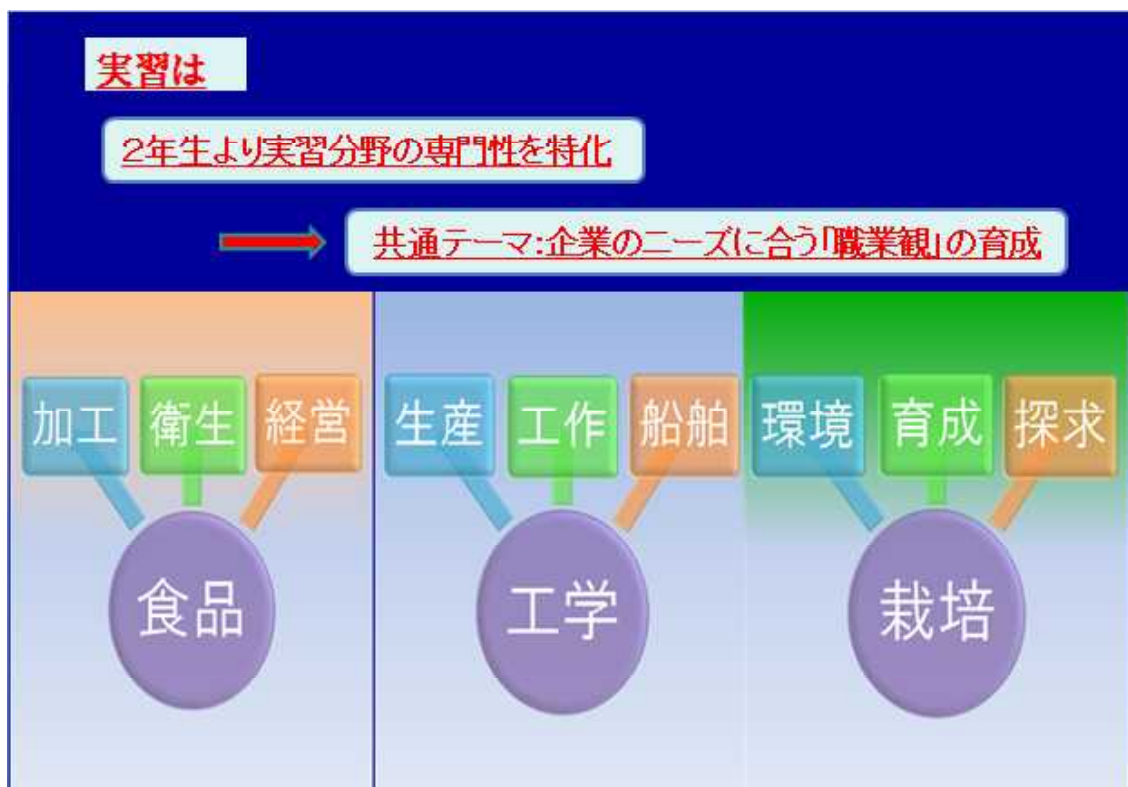 実習は
2年生より実習分野の専門性を特化
共通テーマ:企業のニーズに合う「職業観」の育成
加工 衛生 経営
食品
生産 工作 船舶
工学
環境 育成 探求
栽培